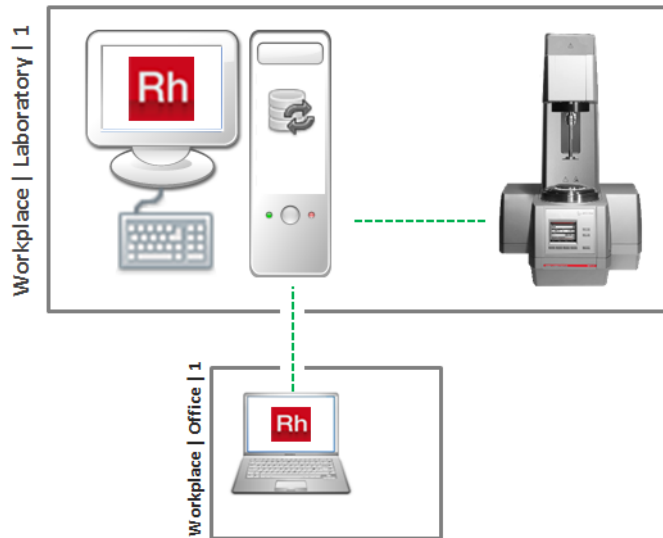 Workplace | Laboratory | 1
Rh
Workplace | Office | 1
Rh